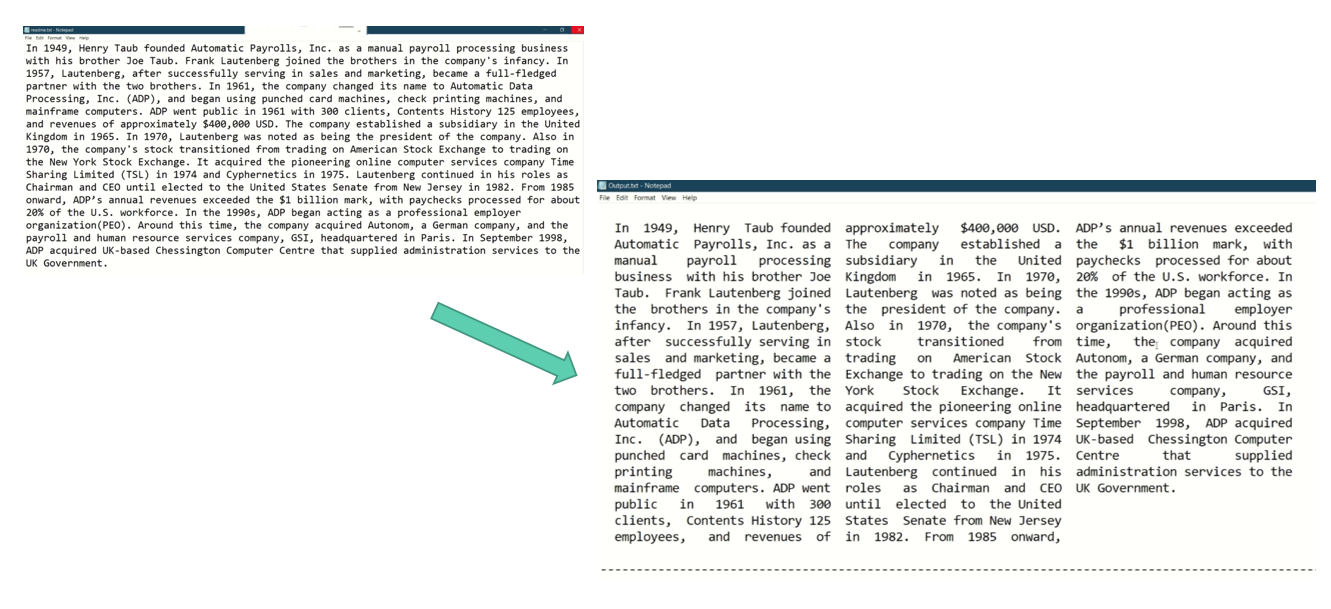 readme.txt - Notepad
File Edit Format View Help
In 1949, Henry Taub founded Automatic Payrolls, Inc. as a manual payroll processing business
with his brother Joe Taub. Frank Lautenberg joined the brothers in the company's infancy. In
1957, Lautenberg, after successfully serving in sales and marketing, became a full-fledged
partner with the two brothers. In 1961, the company changed its name to Automatic Data
Processing, Inc. (ADP), and began using punched card machines, check printing machines, and
mainframe computers. ADP went public in 1961 with 300 clients, Contents History 125 employees,
and revenues of approximately $400,000 USD. The company established a subsidiary in the United
Kingdom in 1965. In 1970, Lautenberg was noted as being the president of the company. Also in
1970, the company's stock transitioned from trading on American Stock Exchange to trading on
the New York Stock Exchange. It acquired the pioneering online computer services company Time
Sharing Limited (TSL) in 1974 and Cyphernetics in 1975. Lautenberg continued in his roles as
Chairman and CEO until elected to the United States Senate from New Jersey in 1982. From 1985
onward, ADP’s annual revenues exceeded the $1 billion mark, with paychecks processed for about
20% of the U.S. workforce. In the 1990s, ADP began acting as a professional employer
organization(PEO). Around this time, the company acquired Autonom, a German company, and the
payroll and human resource services company, GSI, headquartered in Paris. In September 1998,
ADP acquired UK-based Chessington Computer Centre that supplied administration services to the
UK Government.
Output.txt - Notepad
File Edit Format View Help
In 1949, Henry Taub founded
Automatic Payrolls, Inc. as a
manual payroll processing
business with his brother Joe
Taub. Frank Lautenberg joined
the brothers in the company's
infancy. In 1957, Lautenberg,
after successfully serving in
sales and marketing, became a
full-fledged partner with the
two brothers. In 1961, the
company changed its name to
Automatic Data Processing,
Inc. (ADP), and began using
punched card machines, check
printing machines, and
mainframe computers. ADP went
public in 1961 with 300
clients, Contents History 125
employees, and revenues of
approximately $400,000 USD.
The company established a
subsidiary in the United
Kingdom in 1965. In 1970,
Lautenberg was noted as being
the president of the company.
Also in 1970, the company's
stock transitioned from
trading on American Stock
Exchange to trading on the New
York Stock Exchange. It
acquired the pioneering online
computer services company Time
Sharing Limited (TSL) in 1974
and Cyphernetics in 1975.
Lautenberg continued in his
roles as Chairman and CEO
until elected to the United
States Senate from New Jersey
in 1982. From 1985 onward,
ADP’s annual revenues exceeded
the $1 billion mark, with
paychecks processed for about
20% of the U.S. workforce. In
the 1990s, ADP began acting as
a professional employer
organization(PEO). Around this
time, the company acquired
Autonom, a German company, and
the payroll and human resource
services company, GSI,
headquartered in Paris. In
September 1998, ADP acquired
UK-based Chessington Computer
Centre that supplied
administration services to the
UK Government.